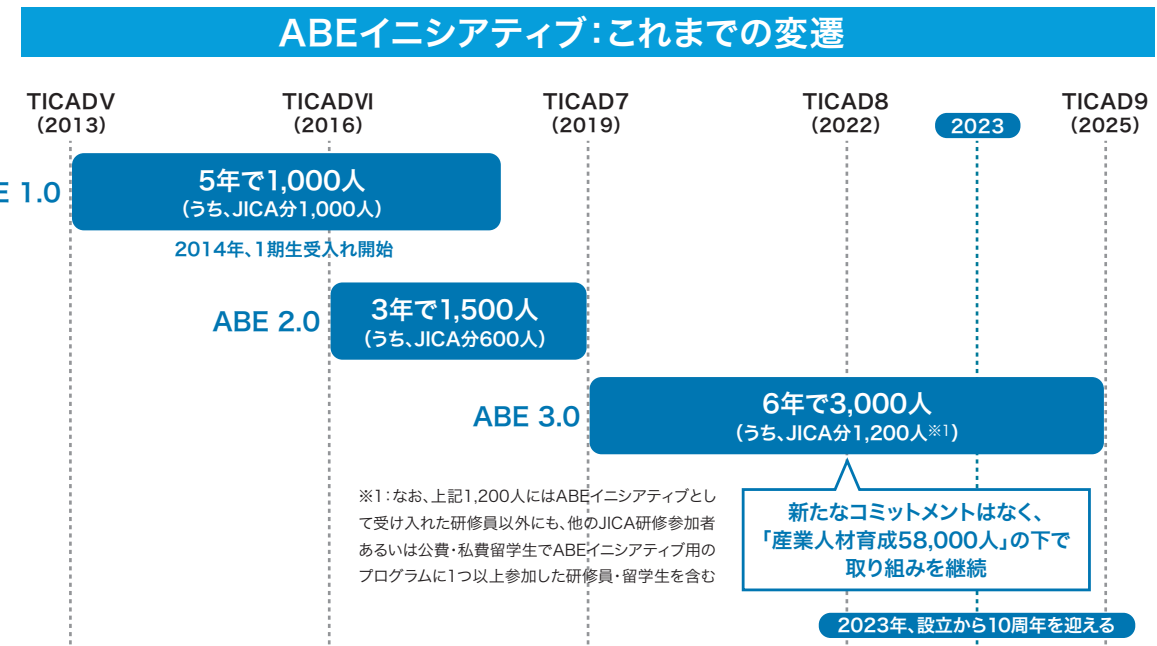 ABEイニシアティブ：これまでの変遷
TICADⅤ
（2013）
TICADⅥ
（2016）
TICAD7
（2019）
TICAD8
（2022）
2023
TICAD9
（2025）
E 1.0
5年で1,000人
（うち、JICA分1,000人）
2014年、1期生受入れ開始
ABE 2.0
3年で1,500人
（うち、JICA分600人）
ABE 3.0
6年で3,000人
（うち、JICA分1,200人※1）
※1：なお、上記1,200人にはABEイニシアティブとし
て受け入れた研修員以外にも、他のJICA研修参加者
あるいは公費・私費留学生でABEイニシアティブ用の
プログラムに1つ以上参加した研修員・留学生を含む
新たなコミットメントはなく、
「産業人材育成58,000人」の下で
取り組みを継続
2023年、設立から10周年を迎える